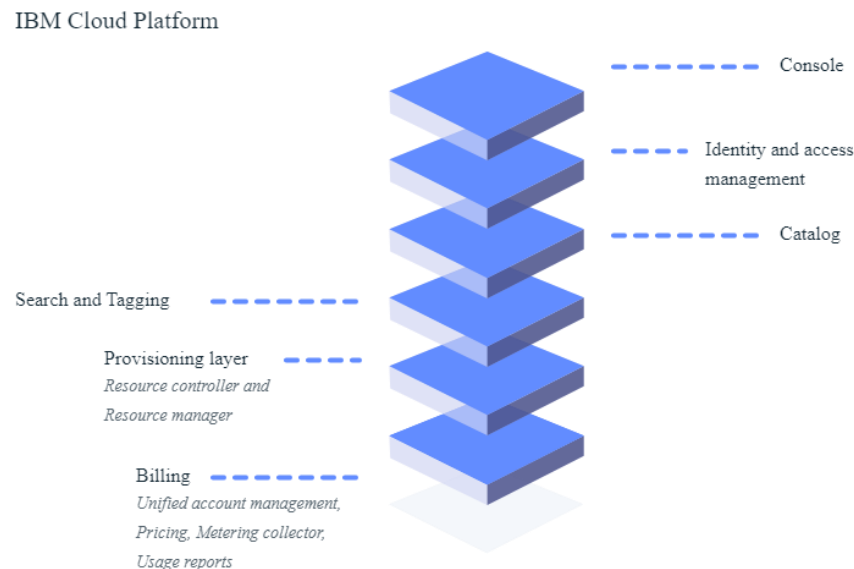 IBM Cloud Platform
Console
Identity and access
management
Catalog
Search and Tagging
Provisioning layer
Resource controller and
Resource manager
Billing
Unified account management,
Pricing, Metering collector,
Usage reports